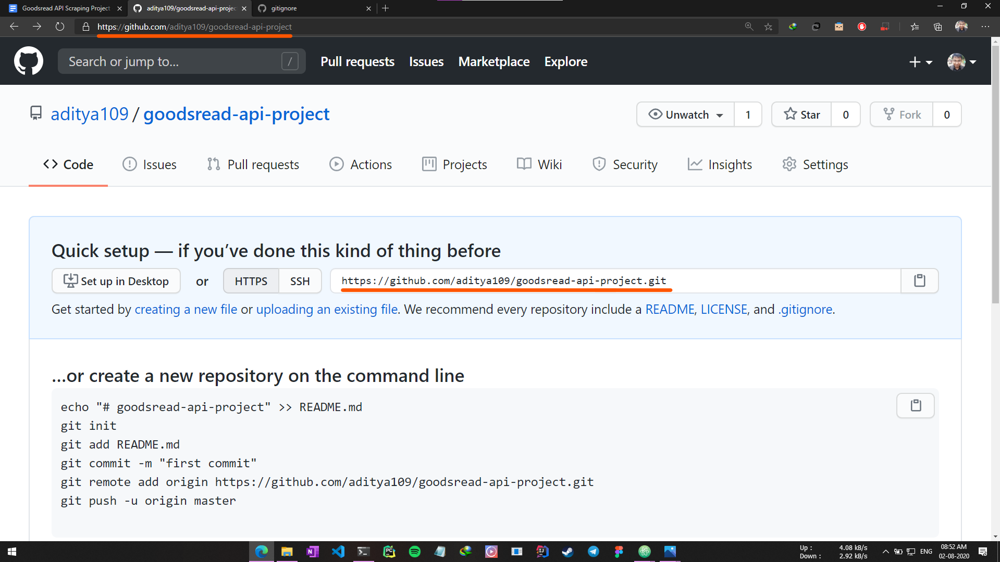 Goodsread API Scraping Project
aditya109/goodsread-api-projec
gitignore
https://github.com/aditya109/goodsread-api-project
Search or jump to... /
Pull requests Issues Marketplace Explore
aditya109 / goodsread-api-project
Unwatch 1 Star 0 Fork 0
Code Issues Pull requests Actions Projects Wiki Security Insights Settings
Quick setup — if you’ve done this kind of thing before
Set up in Desktop or HTTPS SSH https://github.com/aditya109/goodsread-api-project.git
Get started by creating a new file or uploading an existing file. We recommend every repository include a README, LICENSE, and .gitignore.
…or create a new repository on the command line
echo "# goodsread-api-project" >> README.md
git init
git add README.md
git commit -m "first commit"
git remote add origin https://github.com/aditya109/goodsread-api-project.git
git push -u origin master
Up : 4.08 kB/s
Down : 2.92 kB/s
ENG
08:52 AM
02-08-2020